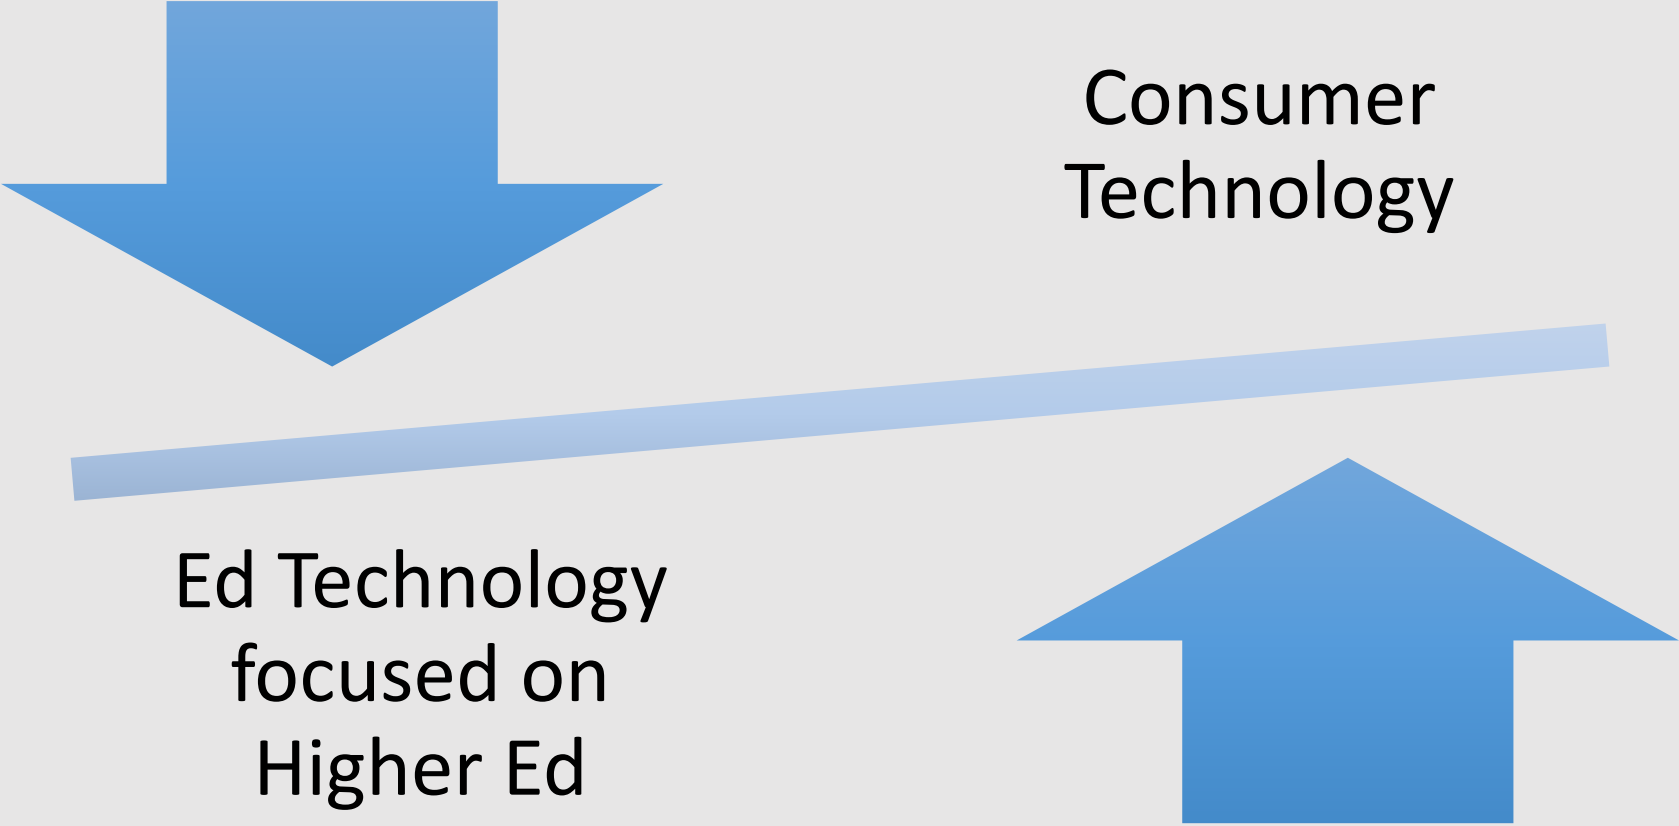 Consumer
Technology
Ed Technology
focused on
Higher Ed